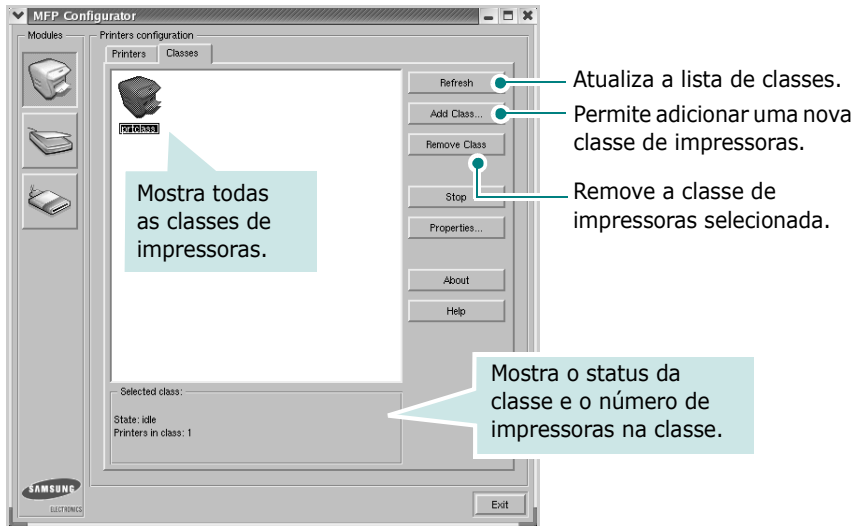 MFP Configurator
Modules
Printers configuration
Printers
Classes
Refresh
Add Class...
Remove Class
Stop
Properties...
About
Help
prtclass
Mostra todas
as classes de
impressoras.
Atualiza a lista de classes.
Permite adicionar uma nova
classe de impressoras.
Remove a classe de
impressoras selecionada.
Selected class:
State: idle
Printers in class: 1
Mostra o status da
classe e o número de
impressoras na classe.
SAMSUNG
ELECTRONICS
Exit